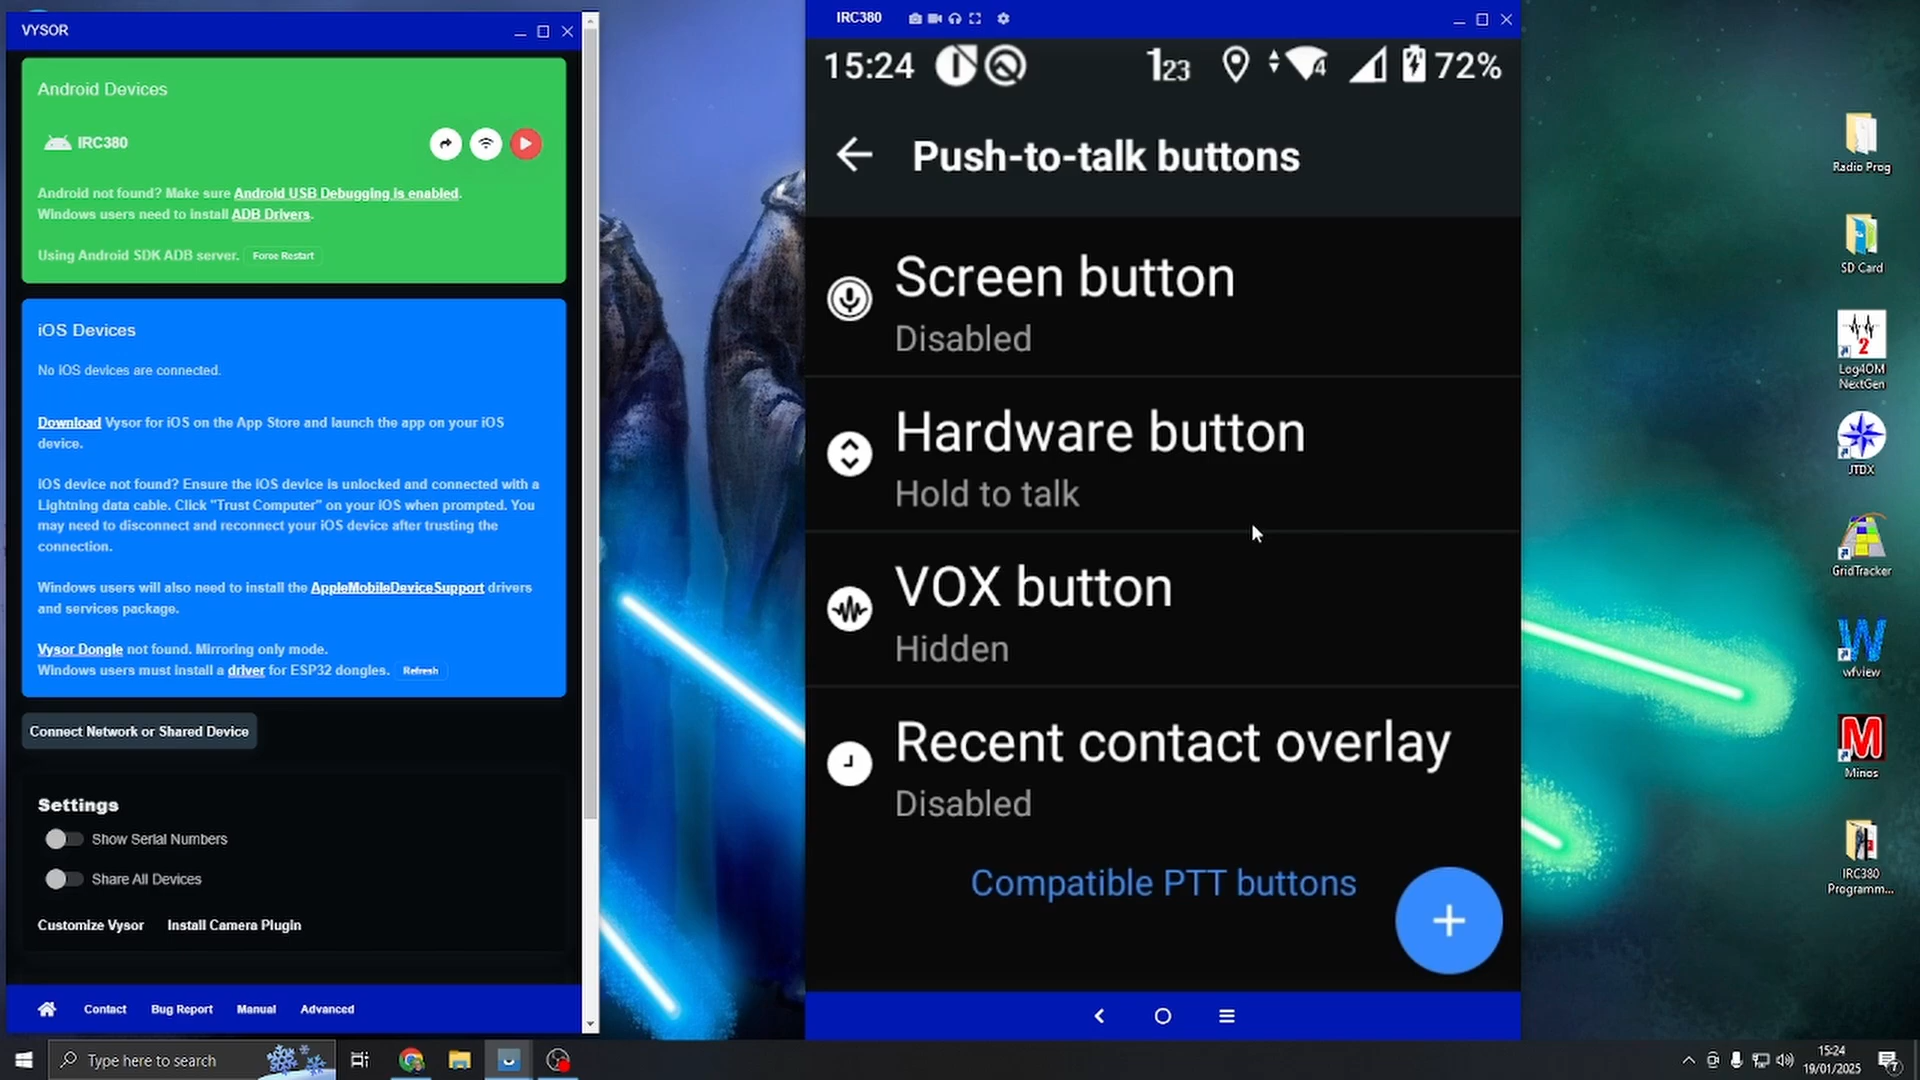 VYSOR
Android Devices
IRC380
Android not found? Make sure Android USB Debugging is enabled.
Windows users need to install ADB Drivers.
Using Android SDK ADB server. Force Restart
iOS Devices
No iOS devices are connected.
Download Vysor for iOS on the App Store and launch the app on your iOS
device.
iOS device not found? Ensure the iOS device is unlocked and connected with a
Lightning data cable. Click "Trust Computer" on your iOS when prompted. You
may need to disconnect and reconnect your iOS device after trusting the
connection.
Windows users will also need to install the AppleMobileDeviceSupport drivers
and services package.
Vysor Dongle not found. Mirroring only mode.
Windows users must install a driver for ESP32 dongles. Refresh
Connect Network or Shared Device
Settings
Show Serial Numbers
Share All Devices
Customize Vysor Install Camera Plugin
Contact Bug Report Manual Advanced
IRC380
15:24 123 4 72%
Push-to-talk buttons
Screen button
Disabled
Hardware button
Hold to talk
VOX button
Hidden
Recent contact overlay
Disabled
Compatible PTT buttons
Radio Prog
SD Card
2
Log4OM
NextGen
JTDX
GridTracker
W
wfview
M
Minos
IRC380
Programm...
Type here to search
15:24
19/01/2025
7